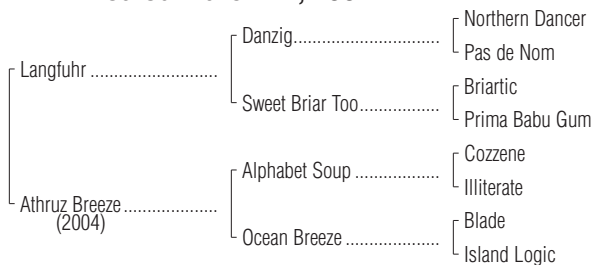 Northern Dancer
Danzig
Pas de Nom
Langfuhr
Briartic
Sweet Briar Too
Prima Babu Gum
Cozzene
Alphabet Soup
Illiterate
Athruz Breeze
(2004)
Blade
Ocean Breeze
Island Logic